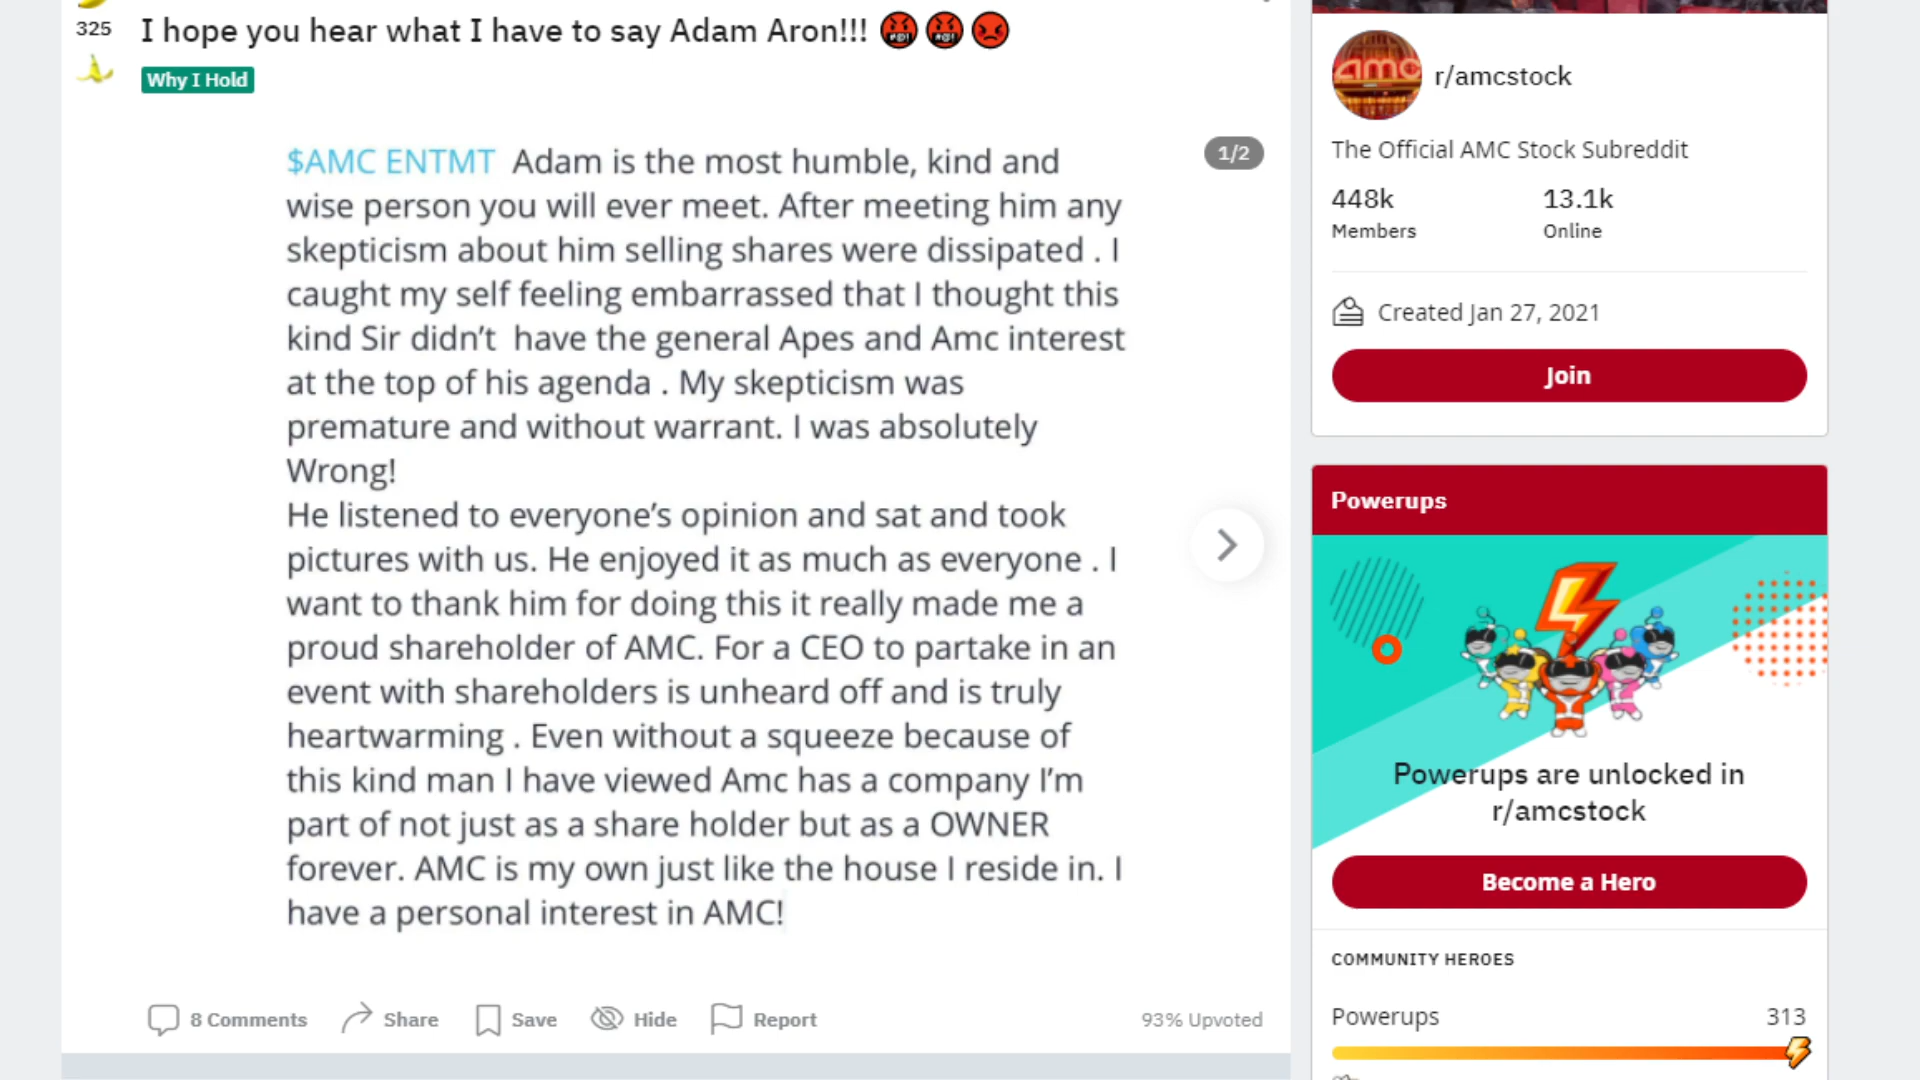 325
I hope you hear what I have to say Adam Aron!!! 🤬🤬😡
Why I Hold
1/2
$AMC ENTMT Adam is the most humble, kind and
wise person you will ever meet. After meeting him any
skepticism about him selling shares were dissipated . I
caught my self feeling embarrassed that I thought this
kind Sir didn’t have the general Apes and Amc interest
at the top of his agenda . My skepticism was
premature and without warrant. I was absolutely
Wrong!
He listened to everyone’s opinion and sat and took
pictures with us. He enjoyed it as much as everyone . I
want to thank him for doing this it really made me a
proud shareholder of AMC. For a CEO to partake in an
event with shareholders is unheard off and is truly
heartwarming . Even without a squeeze because of
this kind man I have viewed Amc has a company I’m
part of not just as a share holder but as a OWNER
forever. AMC is my own just like the house I reside in. I
have a personal interest in AMC!
8 Comments
Share
Save
Hide
Report
93% Upvoted
amc
r/amcstock
The Official AMC Stock Subreddit
448k
Members
13.1k
Online
Created Jan 27, 2021
Join
Powerups
Powerups are unlocked in
r/amcstock
Become a Hero
COMMUNITY HEROES
Powerups
313